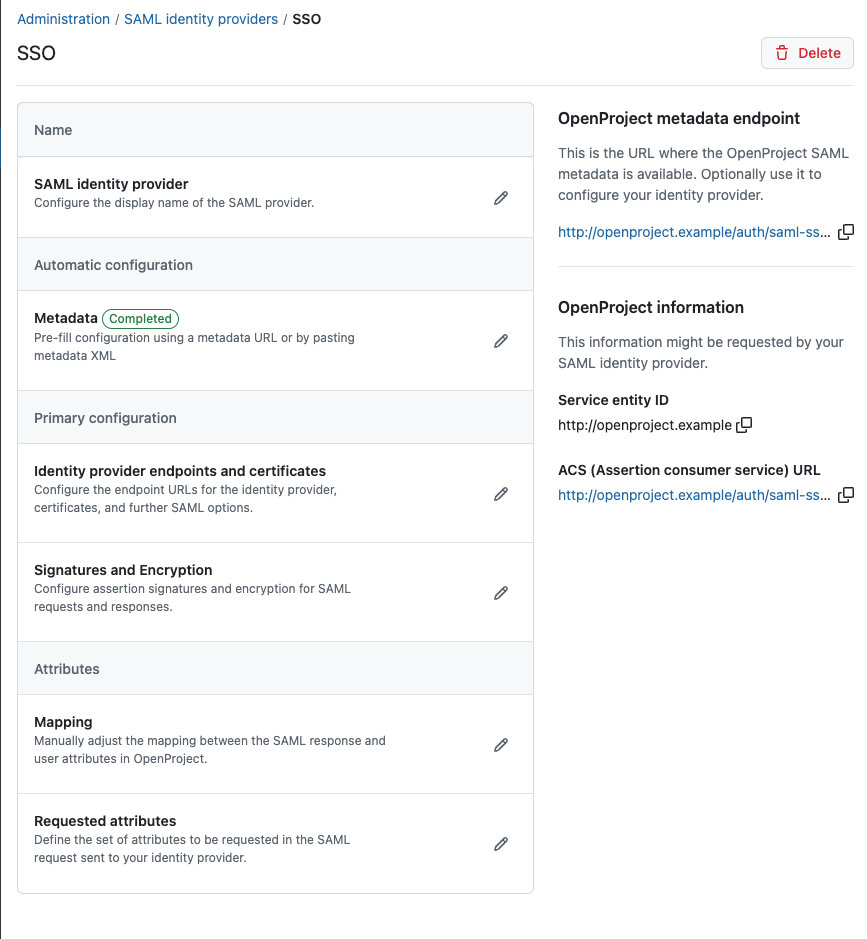 Administration / SAML identity providers / SSO
SSO
Delete
Name
SAML identity provider
Configure the display name of the SAML provider.
Automatic configuration
Metadata Completed
Pre-fill configuration using a metadata URL or by pasting
metadata XML
Primary configuration
Identity provider endpoints and certificates
Configure the endpoint URLs for the identity provider,
certificates, and further SAML options.
Signatures and Encryption
Configure assertion signatures and encryption for SAML
requests and responses.
Attributes
Mapping
Manually adjust the mapping between the SAML response and
user attributes in OpenProject.
Requested attributes
Define the set of attributes to be requested in the SAML
request sent to your identity provider.
OpenProject metadata endpoint
This is the URL where the OpenProject SAML
metadata is available. Optionally use it to
configure your identity provider.
http://openproject.example/auth/saml-ss...
OpenProject information
This information might be requested by your
SAML identity provider.
Service entity ID
http://openproject.example
ACS (Assertion consumer service) URL
http://openproject.example/auth/saml-ss...